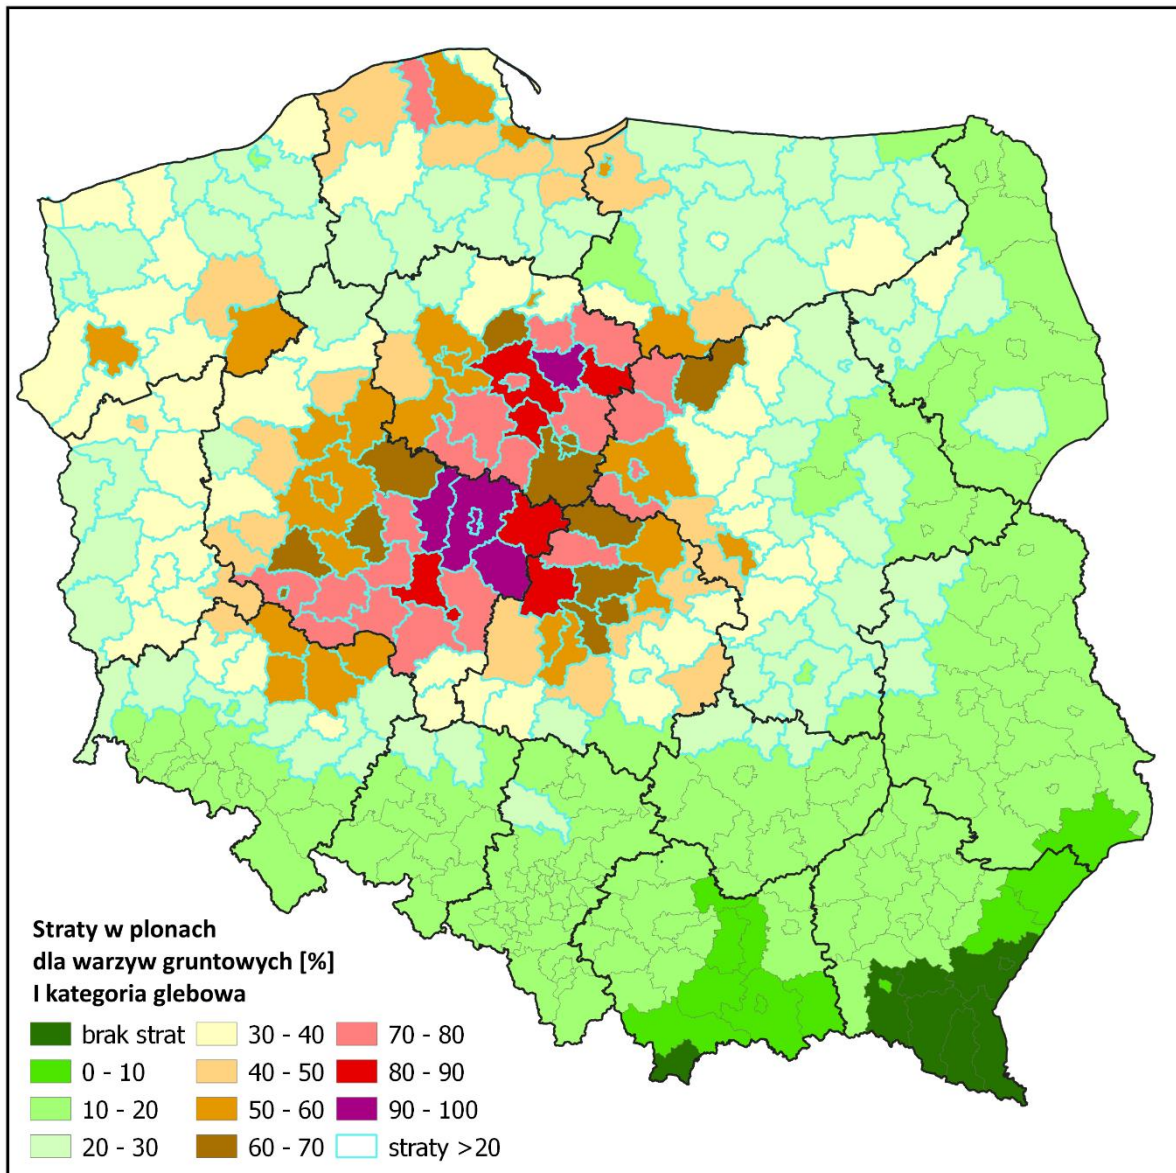 Straty w plonach
dla warzyw gruntowych [%]
I kategoria glebowa
brak strat
0 - 10
10 - 20
20 - 30
30 - 40
40 - 50
50 - 60
60 - 70
70 - 80
80 - 90
90 - 100
straty >20